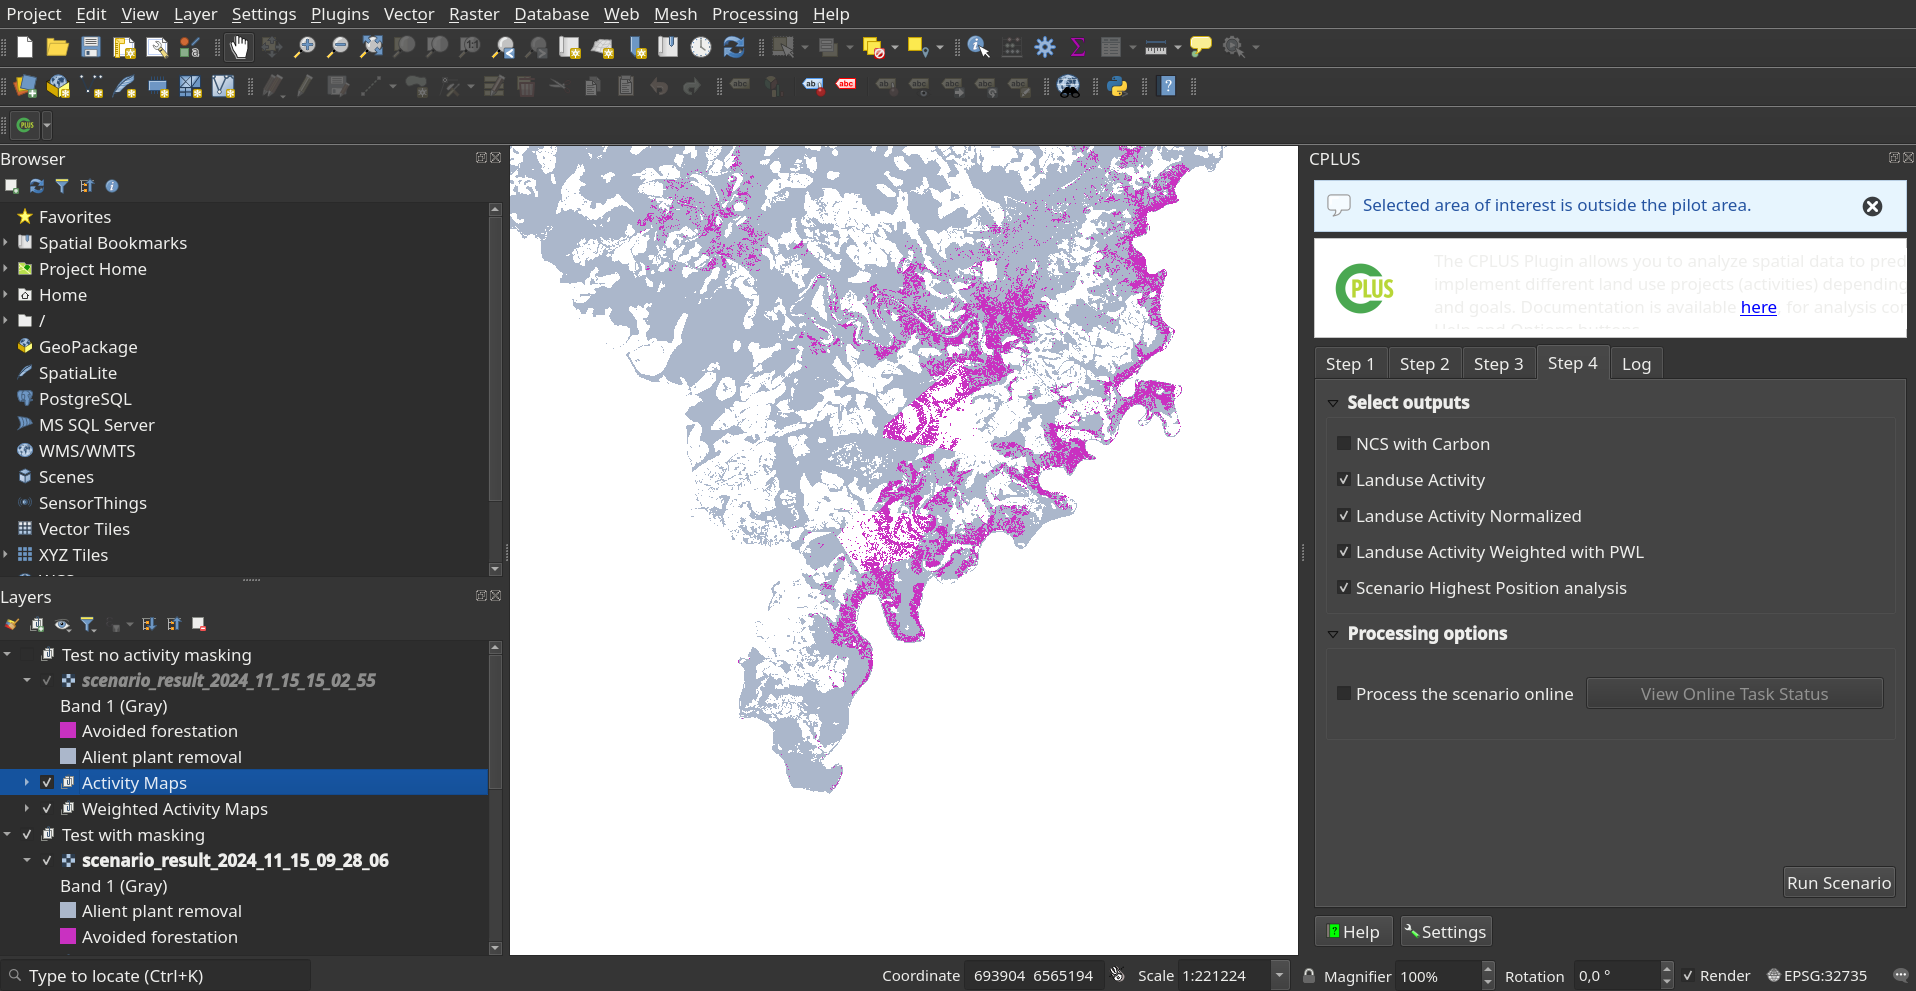 Project Edit View Layer Settings Plugins Vector Raster Database Web Mesh Processing Help
CPLUS
Browser
Favorites
Spatial Bookmarks
Project Home
Home
/
GeoPackage
SpatiaLite
PostgreSQL
MS SQL Server
WMS/WMTS
Scenes
SensorThings
Vector Tiles
XYZ Tiles
Layers
Test no activity masking
scenario_result_2024_11_15_15_02_55
Band 1 (Gray)
Avoided forestation
Alient plant removal
Activity Maps
Weighted Activity Maps
Test with masking
scenario_result_2024_11_15_09_28_06
Band 1 (Gray)
Alient plant removal
Avoided forestation
CPLUS
Selected area of interest is outside the pilot area.
CPLUS
The CPLUS Plugin allows you to analyze spatial data to pred
implement different land use projects (activities) depending
and goals. Documentation is available here for analysis cor
Help and Options buttons
Step 1 Step 2 Step 3 Step 4 Log
Select outputs
NCS with Carbon
Landuse Activity
Landuse Activity Normalized
Landuse Activity Weighted with PWL
Scenario Highest Position analysis
Processing options
Process the scenario online View Online Task Status
Run Scenario
Help Settings
Type to locate (Ctrl+K) Coordinate 693904 6565194 Scale 1:221224 Magnifier 100% Rotation 0,0 ° Render EPSG:32735